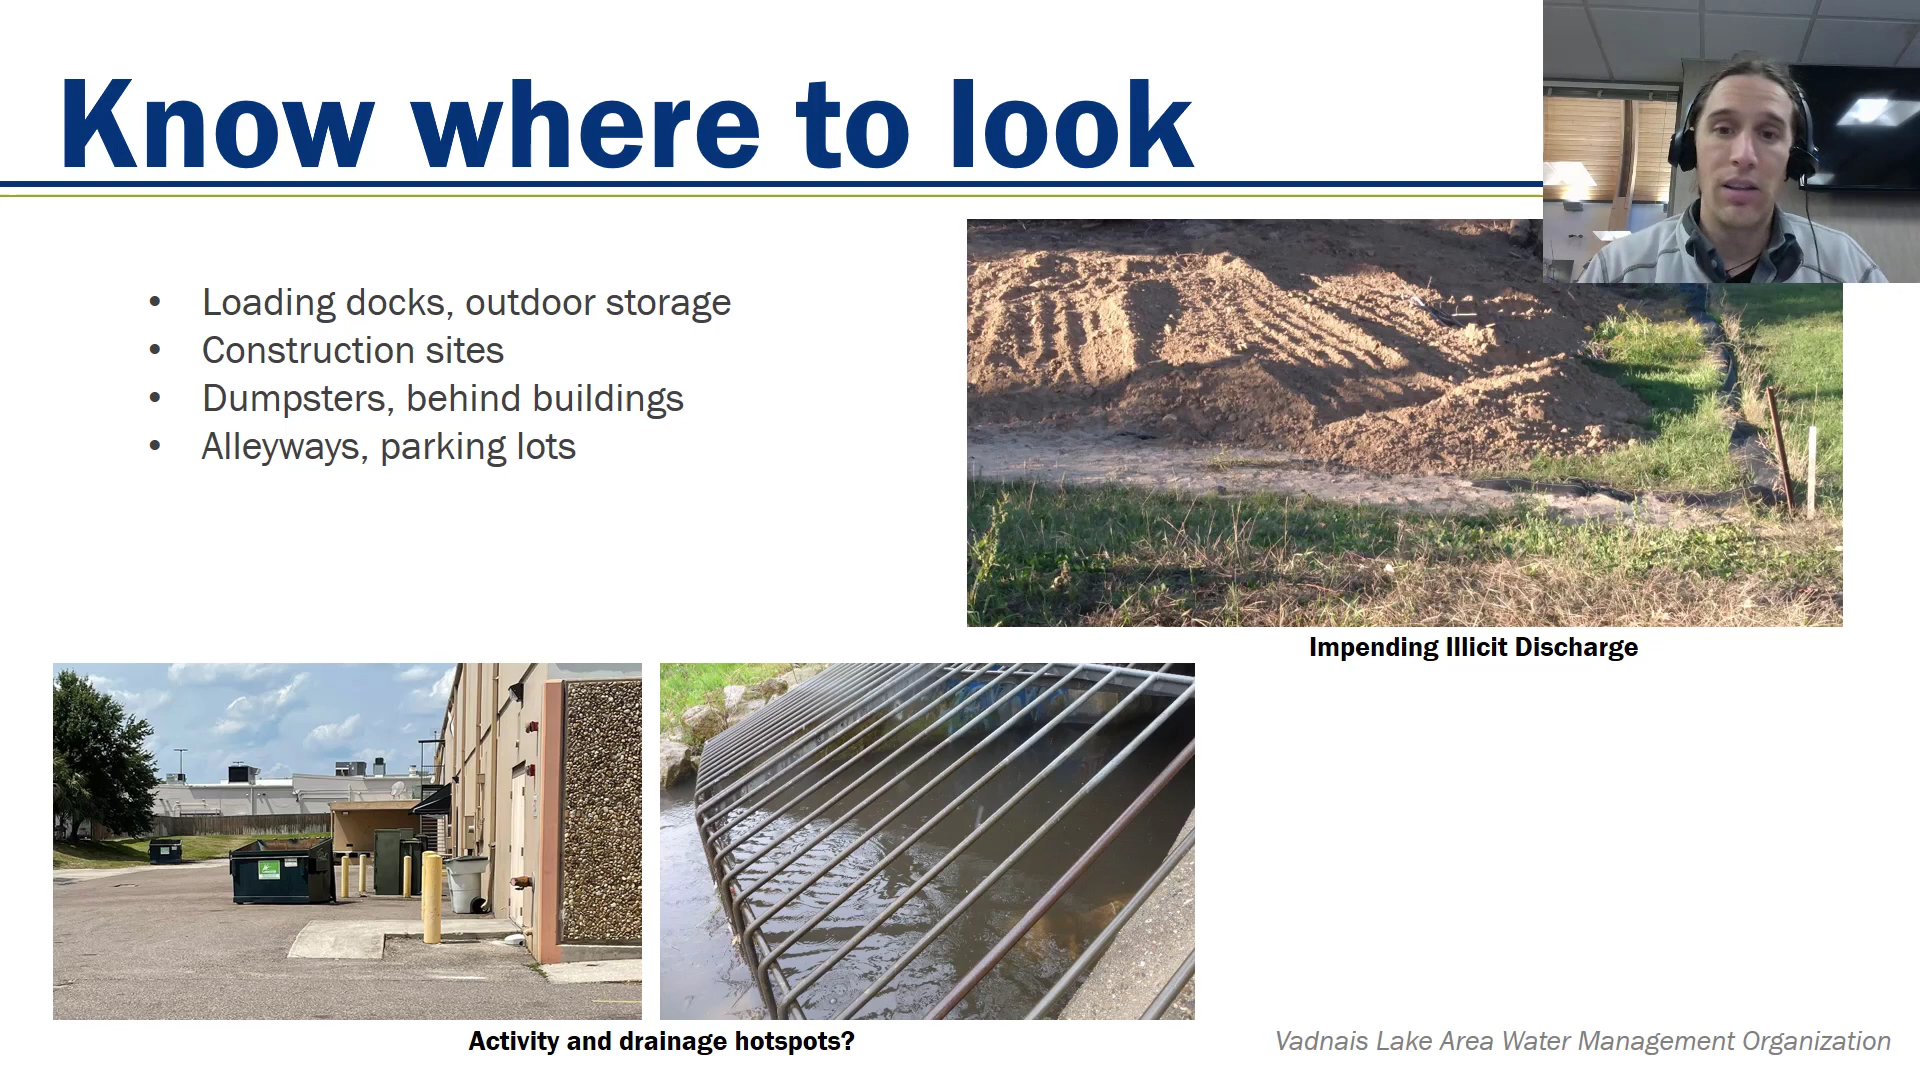 Know where to look
• Loading docks, outdoor storage
• Construction sites
• Dumpsters, behind buildings
• Alleyways, parking lots
Impending Illicit Discharge
Activity and drainage hotspots?
Vadnais Lake Area Water Management Organization